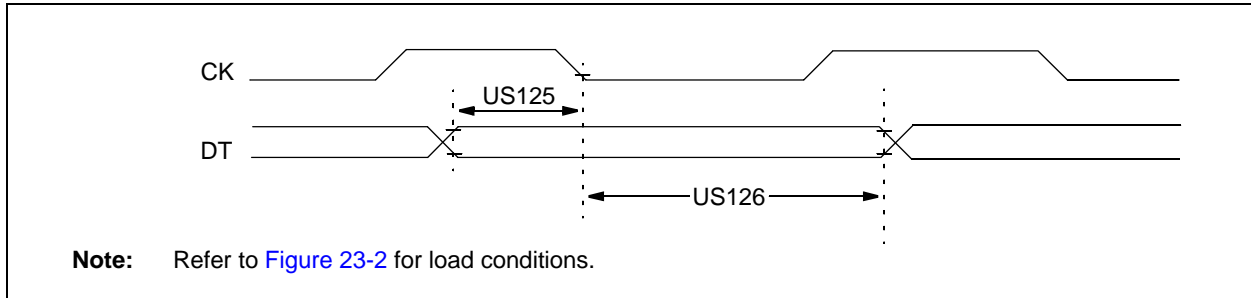 CK
US125
DT
US126
Note: Refer to Figure 23-2 for load conditions.